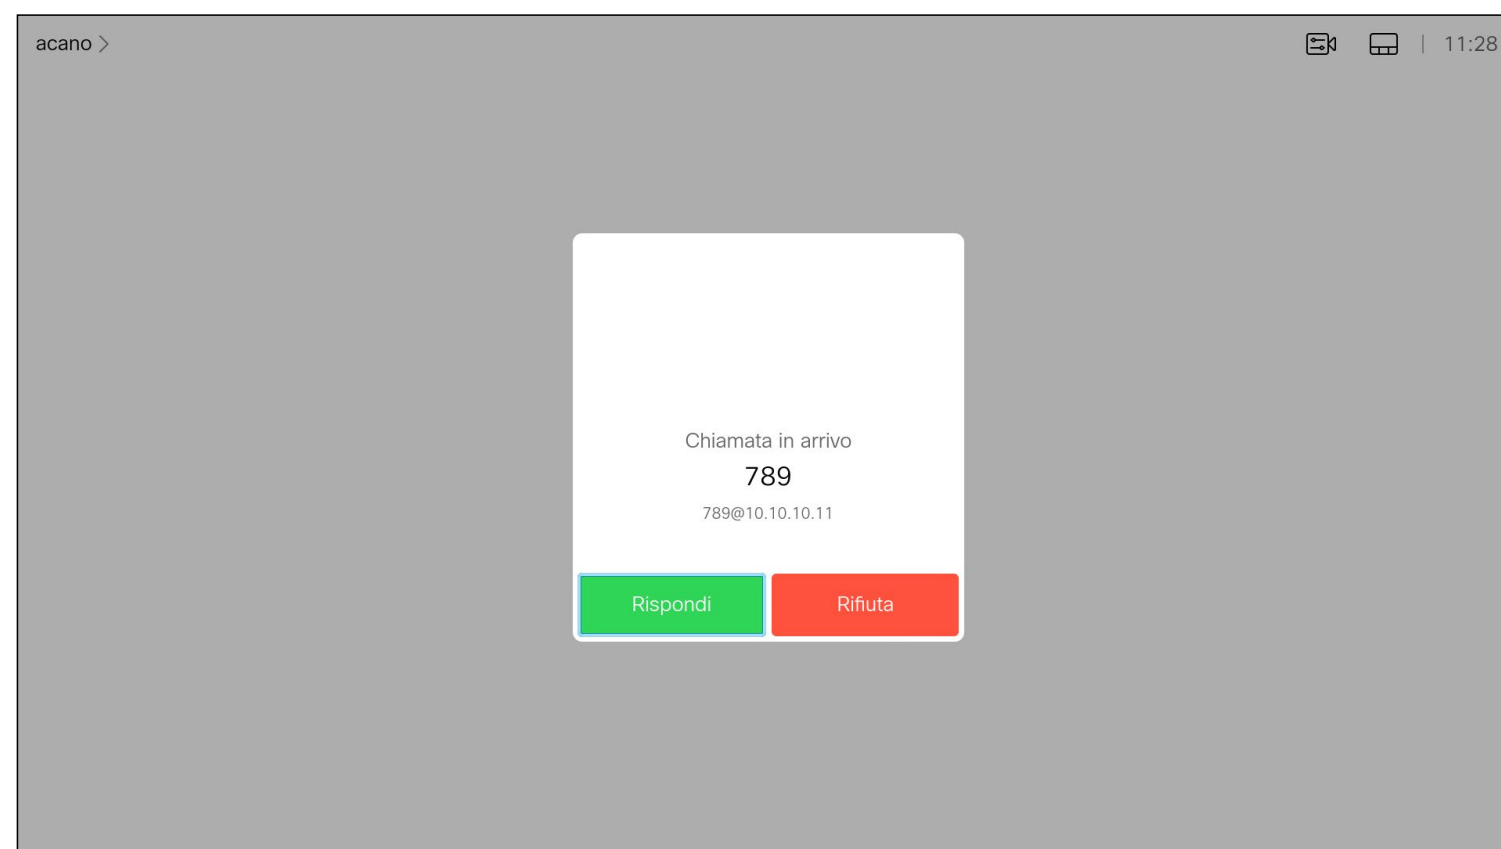 acano
11:28
Chiamata in arrivo
789
789@10.10.10.11
Rispondi
Rifiuta